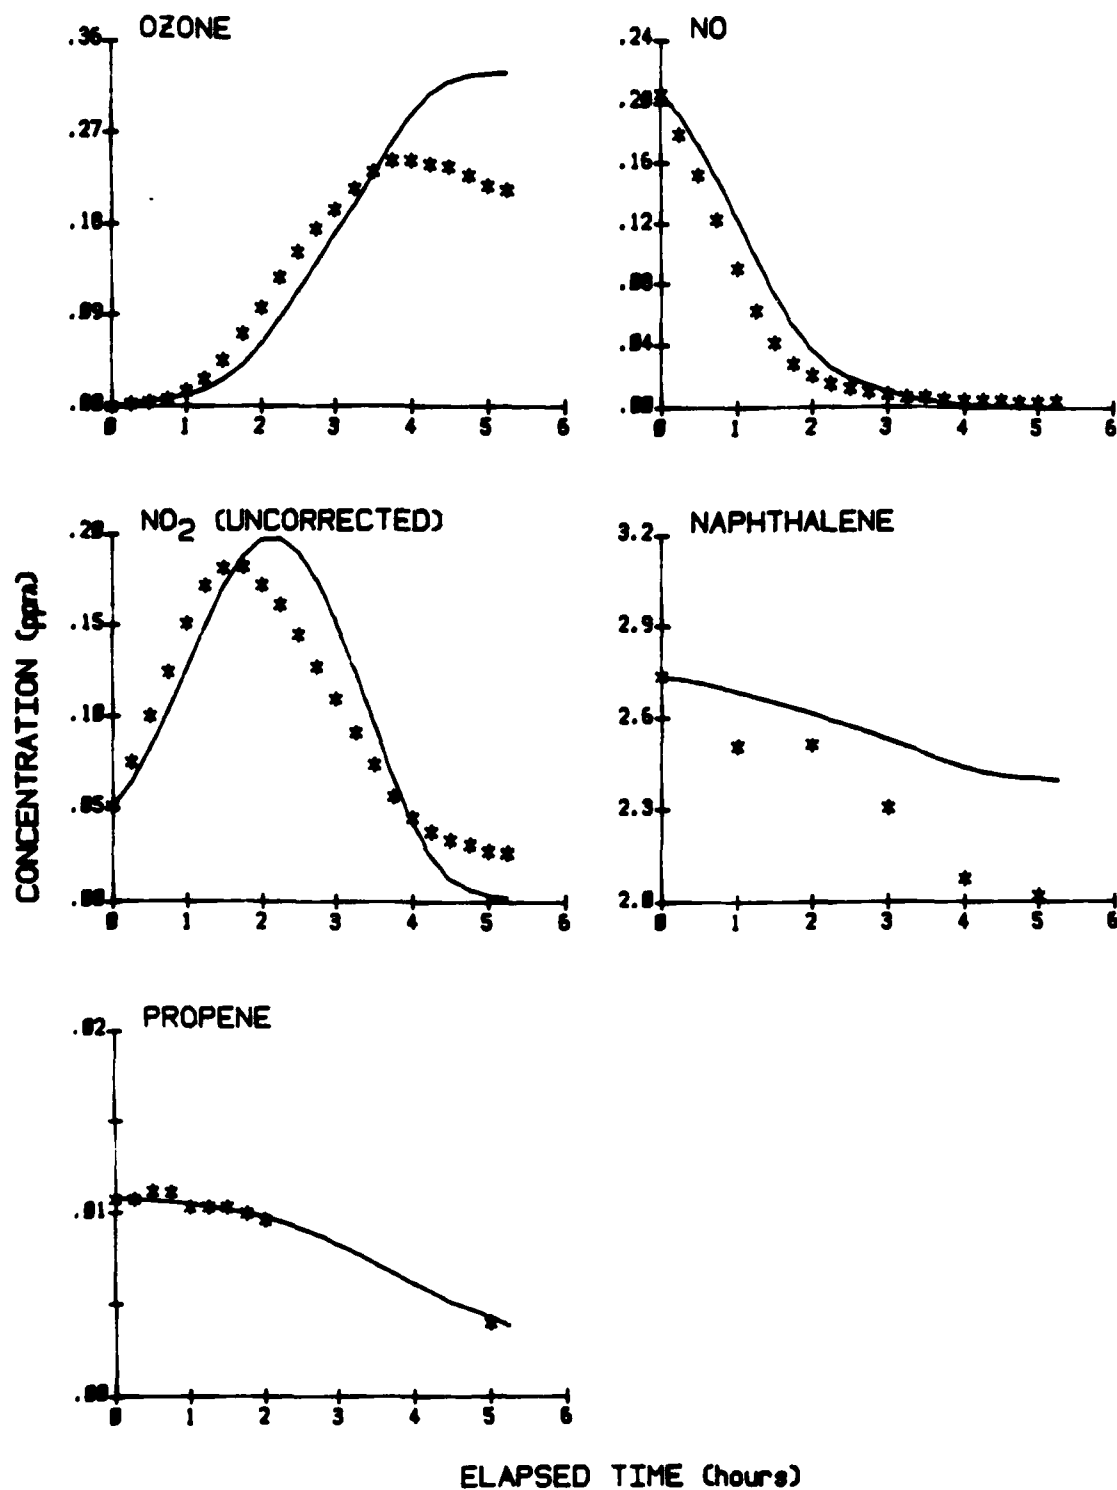 OZONE
.36
.27
.18
.09
.00
0 1 2 3 4 5 6
NO
.24
.20
.16
.12
.08
.04
.00
0 1 2 3 4 5 6
NO2 (UNCORRECTED)
.20
.15
.10
.05
.00
0 1 2 3 4 5 6
NAPHTHALENE
3.2
2.9
2.6
2.3
2.0
0 1 2 3 4 5 6
CONCENTRATION (ppm)
PROPENE
.02
.01
.00
0 1 2 3 4 5 6
ELAPSED TIME (hours)